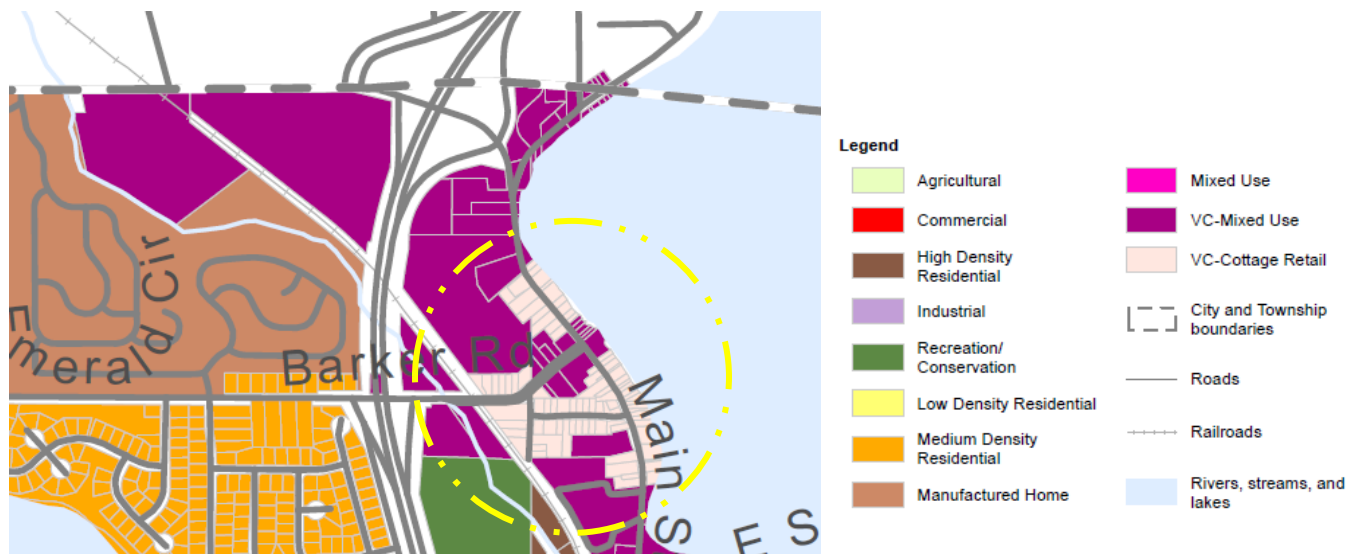 Emerald Cir
Barker Rd
Main S
E S
Legend
Agricultural
Commercial
High Density
Residential
Industrial
Recreation/
Conservation
Low Density Residential
Medium Density
Residential
Manufactured Home
Mixed Use
VC-Mixed Use
VC-Cottage Retail
City and Township
boundaries
Roads
Railroads
Rivers, streams, and
lakes